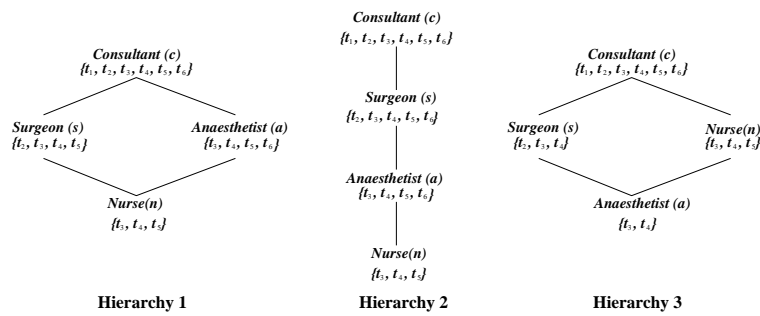 Consultant (c)
{t₁, t₂, t₃, t₄, t₅, t₆}
Surgeon (s)
{t₂, t₃, t₄, t₅}
Anaesthetist (a)
{t₃, t₄, t₅, t₆}
Nurse(n)
{t₃, t₄, t₅}
Hierarchy 1
Consultant (c)
{t₁, t₂, t₃, t₄, t₅, t₆}
Surgeon (s)
{t₂, t₃, t₄, t₅, t₆}
Anaesthetist (a)
{t₃, t₄, t₅, t₆}
Nurse(n)
{t₃, t₄, t₅}
Hierarchy 2
Consultant (c)
{t₁, t₂, t₃, t₄, t₅, t₆}
Surgeon (s)
{t₂, t₃, t₄}
Nurse(n)
{t₃, t₄, t₅}
Anaesthetist (a)
{t₃, t₄}
Hierarchy 3